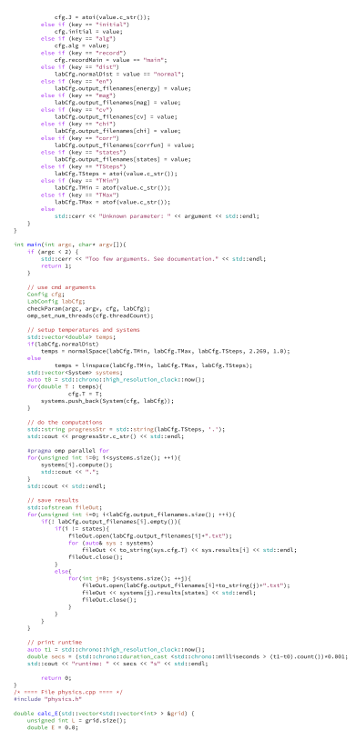 cfg.J = atoi(value.c_str());
else if (key == "initial")
cfg.initial = value;
else if (key == "alg")
cfg.alg = value;
else if (key == "record")
cfg.recordMain = value == "main";
else if (key == "dist")
labCfg.normalDist = value == "normal";
else if (key == "en")
labCfg.output_filenames[energy] = value;
else if (key == "mag")
labCfg.output_filenames[mag] = value;
else if (key == "cv")
labCfg.output_filenames[cv] = value;
else if (key == "chi")
labCfg.output_filenames[chi] = value;
else if (key == "corr")
labCfg.output_filenames[corrfun] = value;
else if (key == "states")
labCfg.output_filenames[states] = value;
else if (key == "TSteps")
labCfg.TSteps = atoi(value.c_str());
else if (key == "TMin")
labCfg.TMin = atof(value.c_str());
else if (key == "TMax")
labCfg.TMax = atof(value.c_str());
else
std::cerr << "Unknown parameter: " << argument << std::endl;
}
}
int main(int argc, char* argv[]){
if (argc < 2) {
std::cerr << "Too few arguments. See documentation." << std::endl;
return 1;
}
// use cmd arguments
Config cfg;
LabConfig labCfg;
checkParam(argc, argv, cfg, labCfg);
omp_set_num_threads(cfg.threadCount);
// setup temperatures and systems
std::vector<double> temps;
if(labCfg.normalDist)
temps = normalSpace(labCfg.TMin, labCfg.TMax, labCfg.TSteps, 2.269, 1.0);
else
temps = linspace(labCfg.TMin, labCfg.TMax, labCfg.TSteps);
std::vector<System> systems;
auto t0 = std::chrono::high_resolution_clock::now();
for(double T : temps){
cfg.T = T;
systems.push_back(System(cfg, labCfg));
}
// do the computations
std::string progressStr = std::string(labCfg.TSteps, '.');
std::cout << progressStr.c_str() << std::endl;
#pragma omp parallel for
for(unsigned int i=0; i<systems.size(); ++i){
systems[i].compute();
std::cout << ".";
}
std::cout << std::endl;
// save results
std::ofstream fileOut;
for(unsigned int i=0; i<labCfg.output_filenames.size(); ++i){
if(! labCfg.output_filenames[i].empty()){
if(i != states){
fileOut.open(labCfg.output_filenames[i]+".txt");
for (auto& sys : systems)
fileOut << to_string(sys.cfg.T) << sys.results[i] << std::endl;
fileOut.close();
}
else{
for(int j=0; j<systems.size(); ++j){
fileOut.open(labCfg.output_filenames[i]+to_string(j)+".txt");
fileOut << systems[j].results[states] << std::endl;
fileOut.close();
}
}
}
}
// print runtime
auto t1 = std::chrono::high_resolution_clock::now();
double secs = (std::chrono::duration_cast <std::chrono::milliseconds > (t1-t0).count())*0.001;
std::cout << "runtime: " << secs << "s" << std::endl;
return 0;
}
/* ---- File physics.cpp ---- */
#include "physics.h"
double calc_E(std::vector<std::vector<int> > &grid) {
unsigned int L = grid.size();
double E = 0.0;